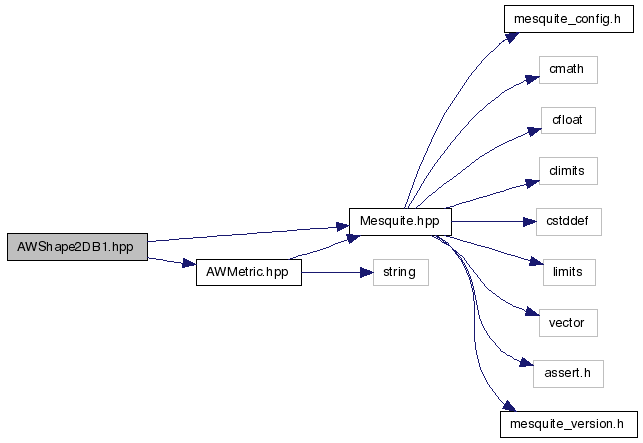 mesquite_config.h
cmath
cfloat
climits
Mesquite.hpp
cstddef
AWShape2DB1.hpp
AWMetric.hpp
string
limits
vector
assert.h
mesquite_version.h